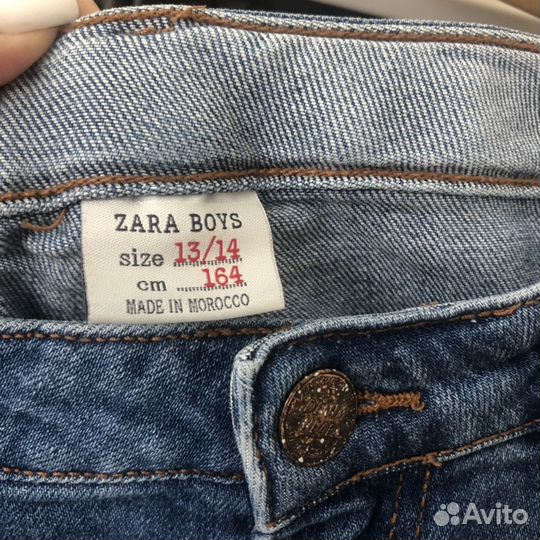 ZARA BOYS
size 13/14
cm 164
MADE IN MOROCCO
Avito